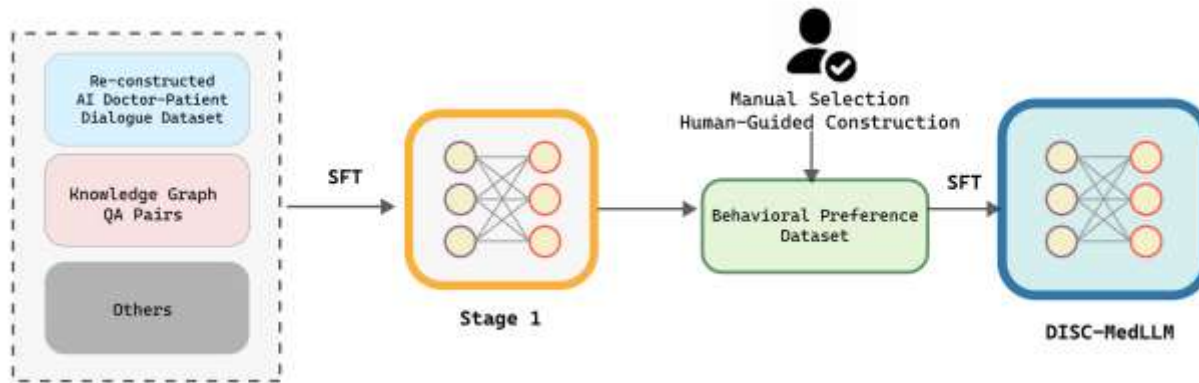 Re-constructed
AI Doctor-Patient
Dialogue Dataset
Knowledge Graph
QA Pairs
Others
SFT
Stage 1
Manual Selection
Human-Guided Construction
Behavioral Preference
Dataset
SFT
DISC-MedLLM